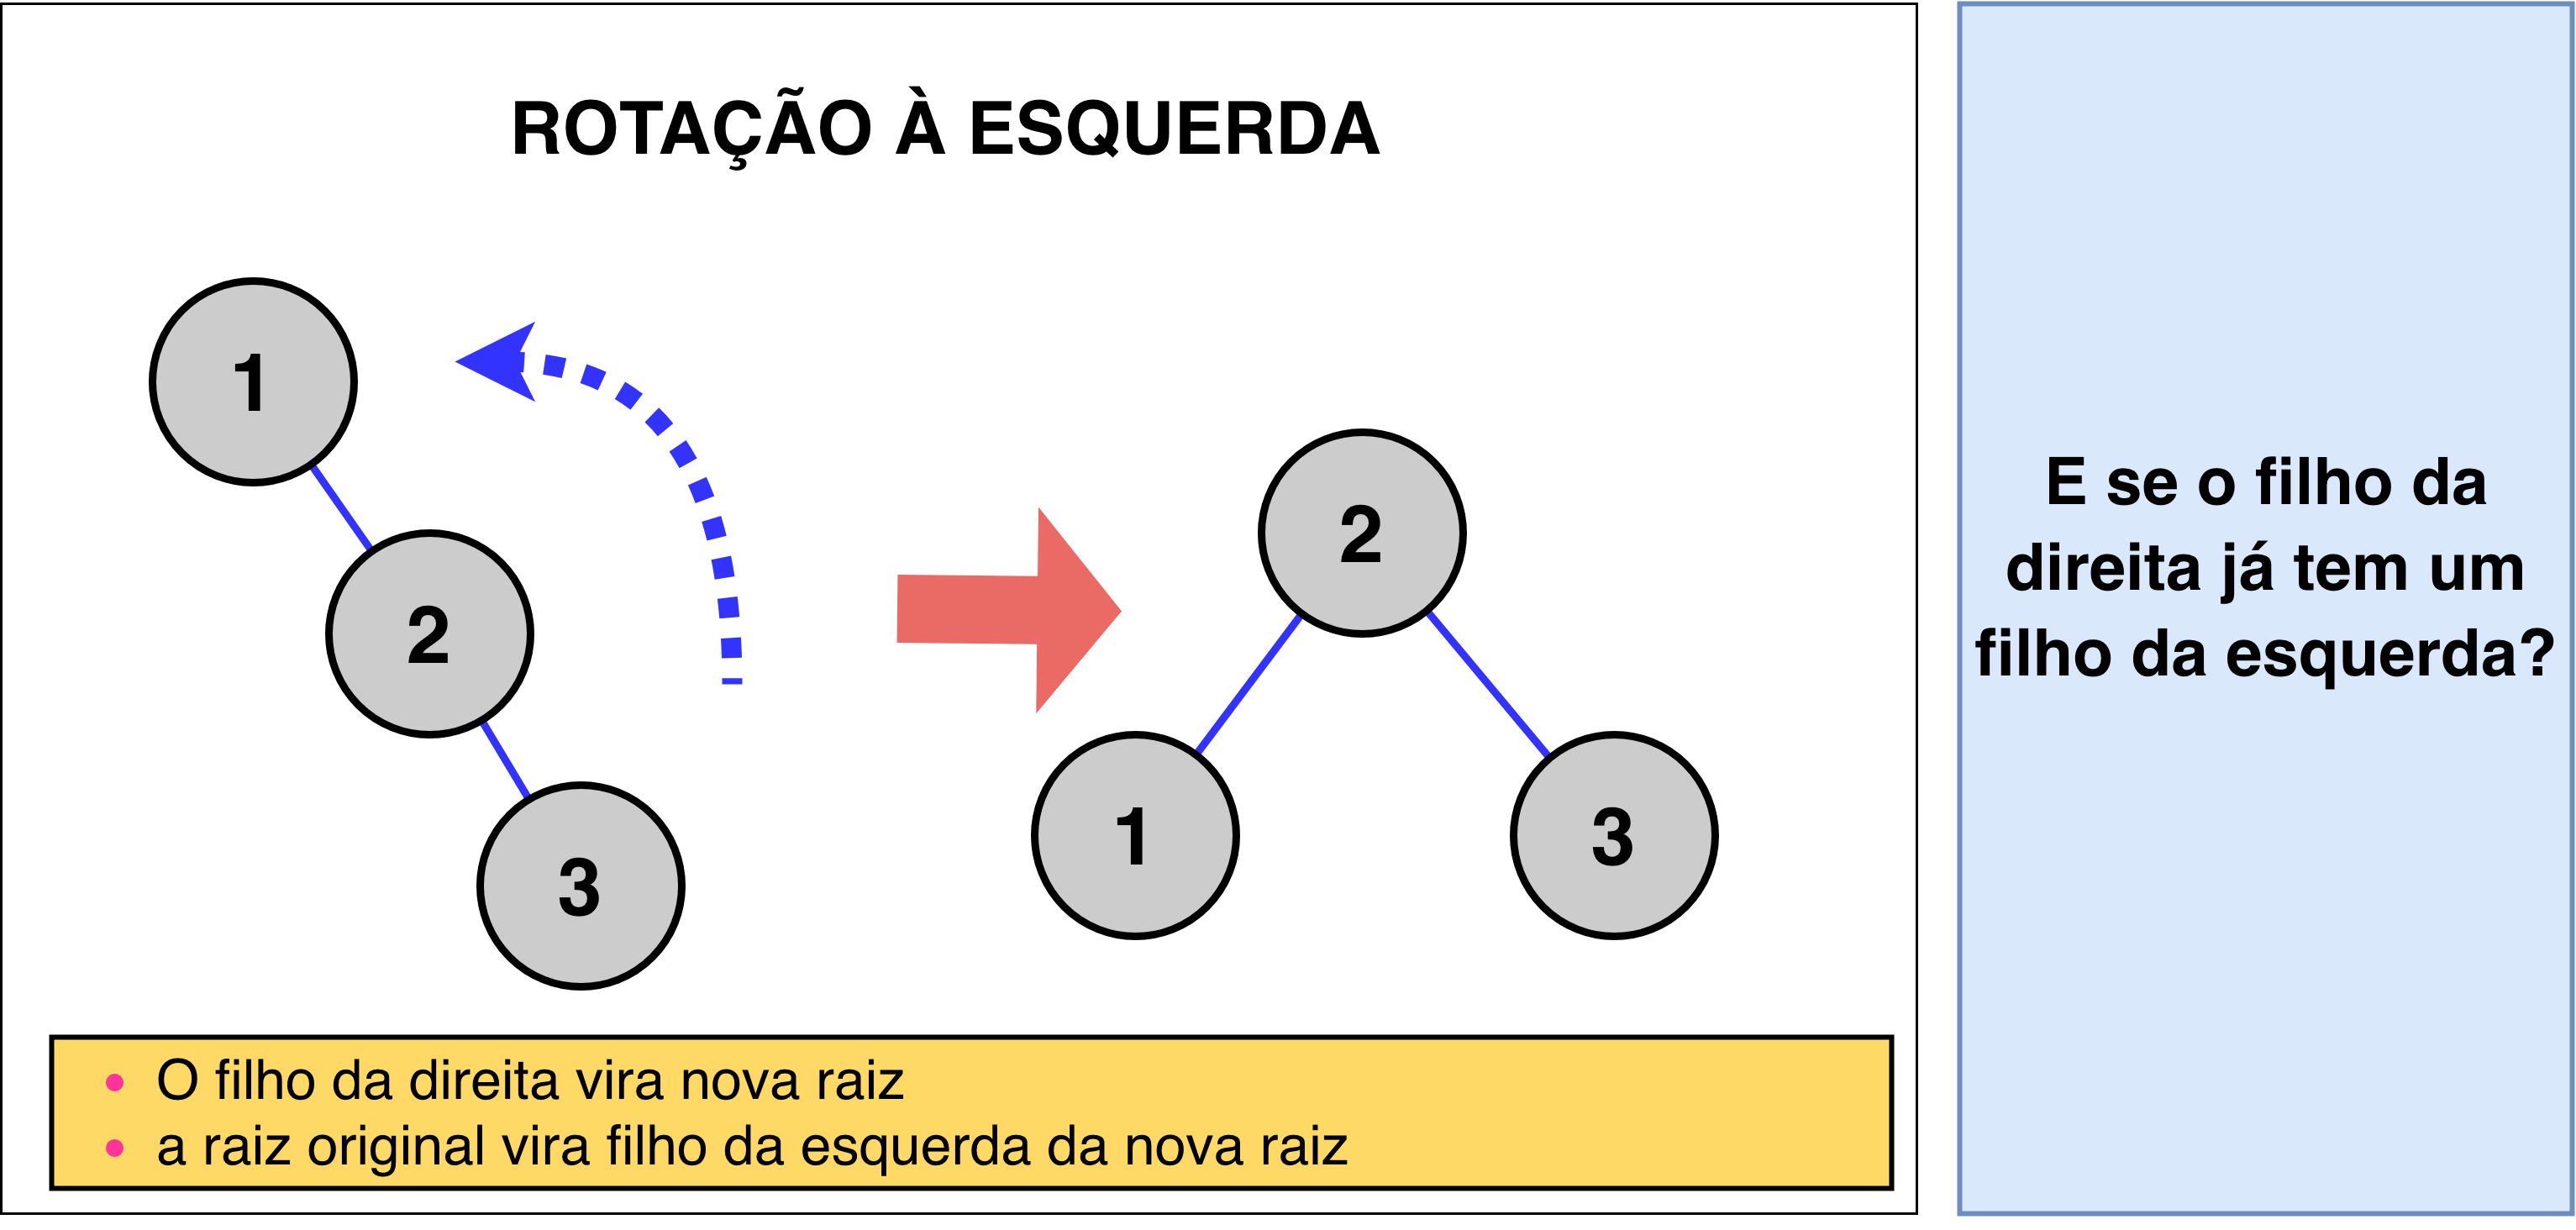 ROTAÇÃO À ESQUERDA
1
2
3
2
1
3
• O filho da direita vira nova raiz
• a raiz original vira filho da esquerda da nova raiz
E se o filho da
direita já tem um
filho da esquerda?